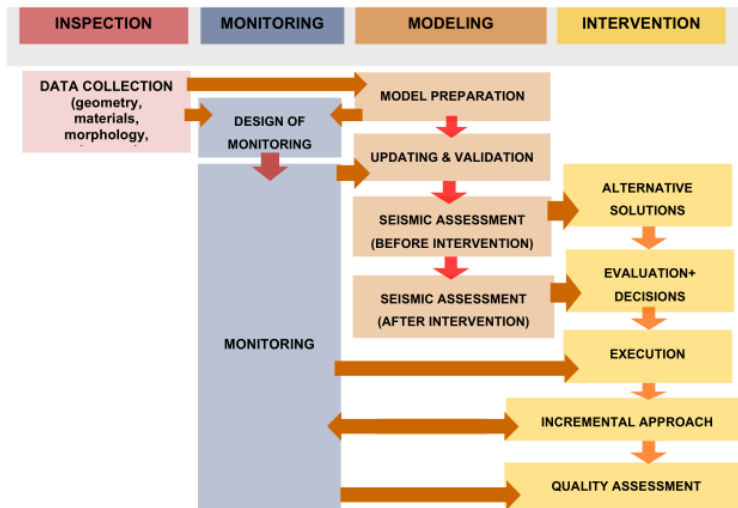 INSPECTION
MONITORING
MODELING
INTERVENTION
DATA COLLECTION
(geometry,
materials,
morphology,
DESIGN OF
MONITORING
MODEL PREPARATION
UPDATING & VALIDATION
SEISMIC ASSESSMENT
(BEFORE INTERVENTION)
SEISMIC ASSESSMENT
(AFTER INTERVENTION)
MONITORING
ALTERNATIVE
SOLUTIONS
EVALUATION+
DECISIONS
EXECUTION
INCREMENTAL APPROACH
QUALITY ASSESSMENT